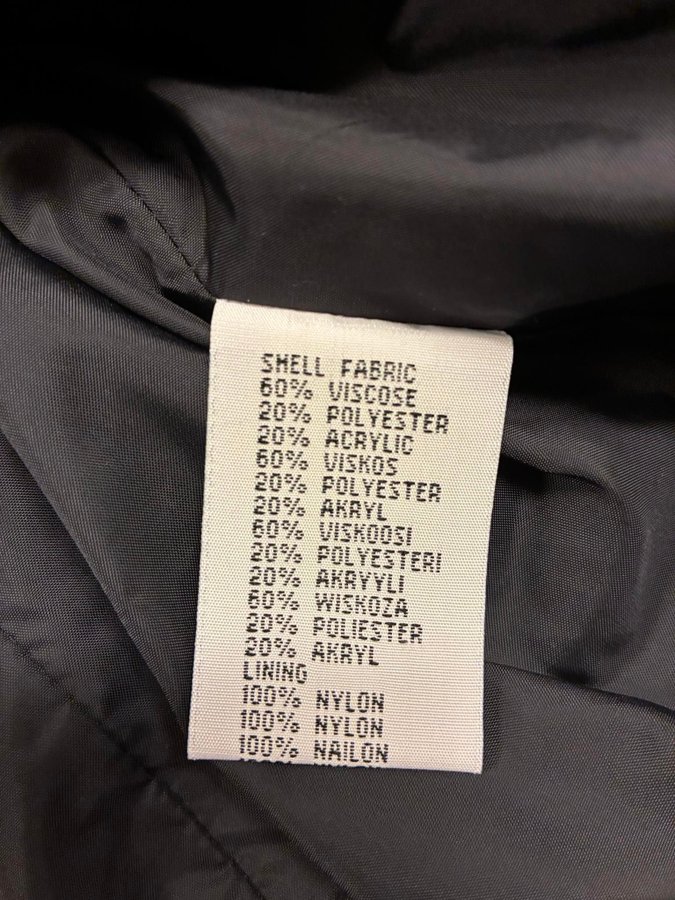 SHELL FABRIC
60% VISCOSE
20% POLYESTER
20% ACRYLIC
60% VISKOS
20% POLYESTER
20% AKRYL
60% VISKOOSI
20% POLYESTERI
20% AKRYYLI
60% WISKOZA
20% POLIESTER
20% AKRYL
LINING
100% NYLON
100% NYLON
100% NAILON